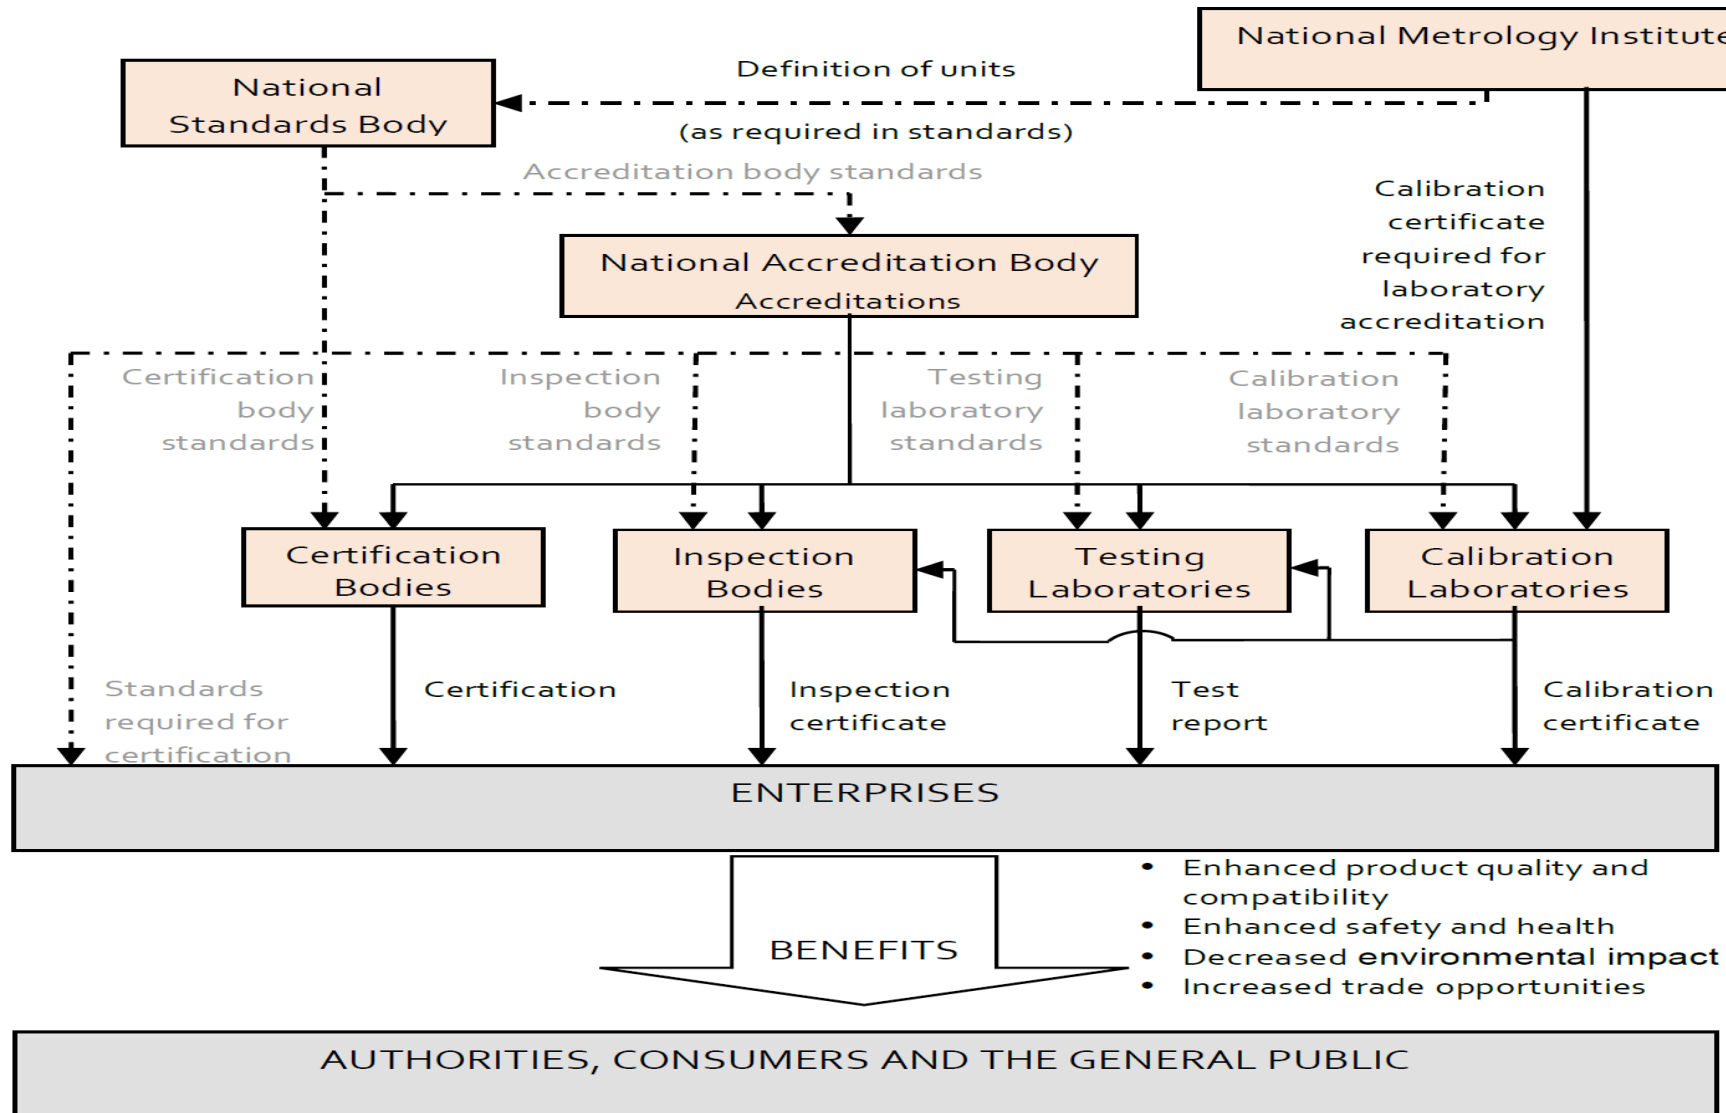 National Metrology Institute
Definition of units
National
Standards Body
(as required in standards)
Accreditation body standards
Calibration
certificate
required for
laboratory
accreditation
National Accreditation Body
Accreditations
Certification
body
standards
Inspection
body
standards
Testing
laboratory
standards
Calibration
laboratory
standards
Certification
Bodies
Inspection
Bodies
Testing
Laboratories
Calibration
Laboratories
Standards
required for
certification
Certification
Inspection
certificate
Test
report
Calibration
certificate
ENTERPRISES
• Enhanced product quality and
compatibility
• Enhanced safety and health
• Decreased environmental impact
• Increased trade opportunities
BENEFITS
AUTHORITIES, CONSUMERS AND THE GENERAL PUBLIC